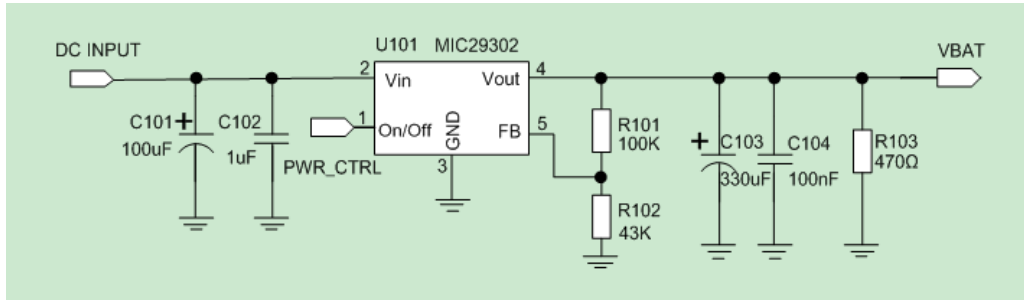 DC INPUT
U101 MIC29302
VBAT
2
Vin
Vout
4
C101
+
100uF
C102
1uF
1
On/Off
PWR_CTRL
GND
3
FB
5
R101
100K
R102
43K
+
C103
330uF
C104
100nF
R103
470Ω